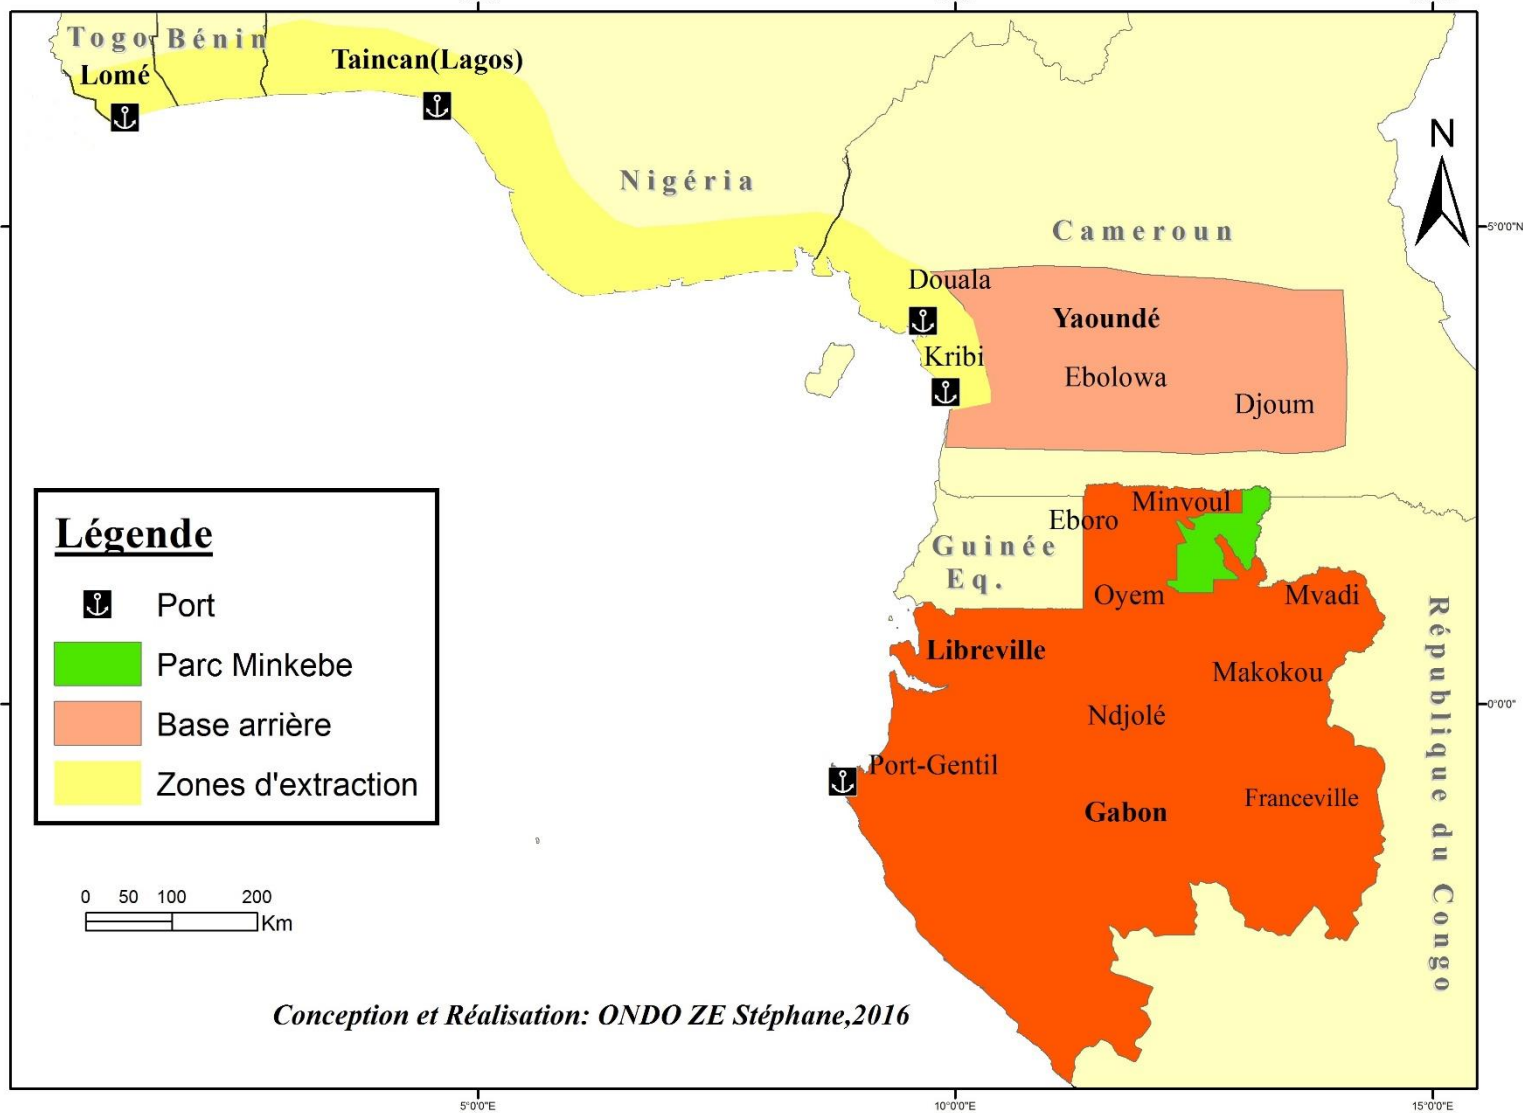 Togo
Bénin
Lomé
Taincan(Lagos)
Nigéria
N
5°0'0"N
Cameroun
Douala
Yaoundé
Kribi
Ebolowa
Djoum
Légende
Port
Parc Minkebe
Base arrière
Zones d'extraction
Minvoul
Eboro
Guinée
Eq.
Oyem
Mvadi
Libreville
Makokou
Ndjolé
0°0'0"
Port-Gentil
Franceville
Gabon
République du Congo
0 50 100 200
Km
Conception et Réalisation: ONDO ZE Stéphane,2016
5°0'0"E 10°0'0"E 15°0'0"E